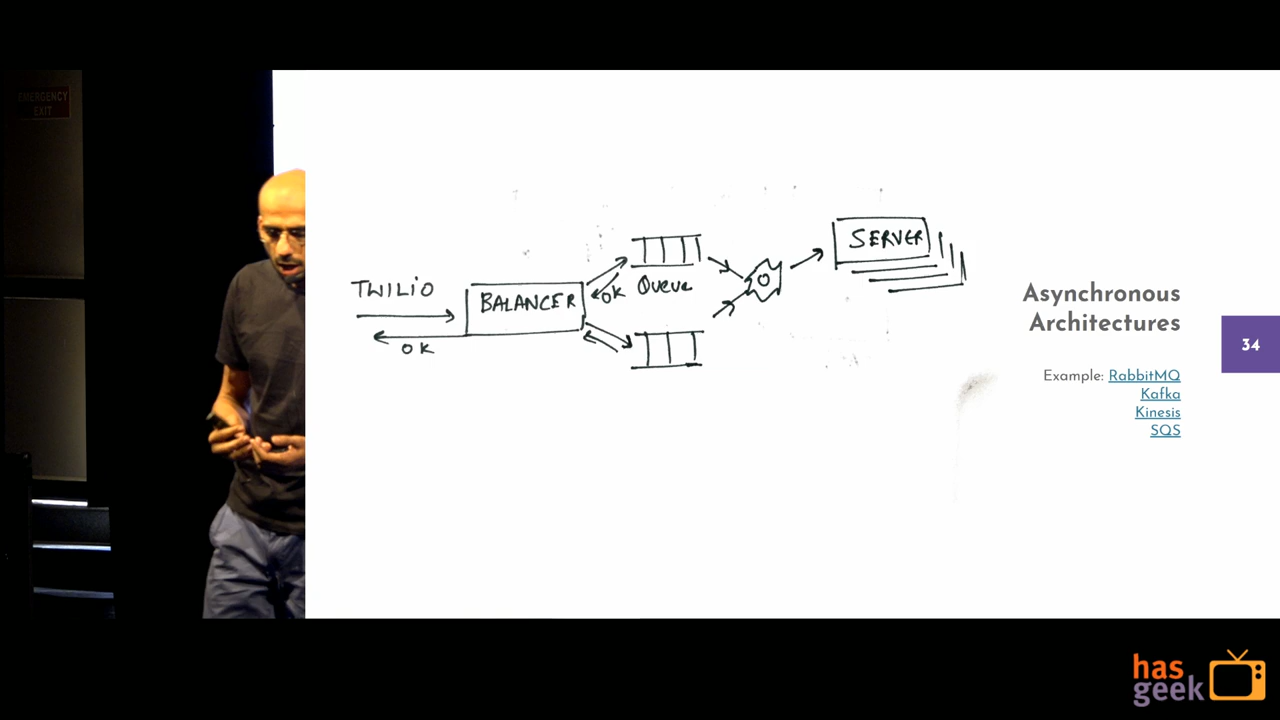 EMERGENCY
EXIT
TWILIO
OK
BALANCER
OK
Queue
SERVER
Asynchronous
Architectures
34
Example: RabbitMQ
Kafka
Kinesis
SQS
has
geek